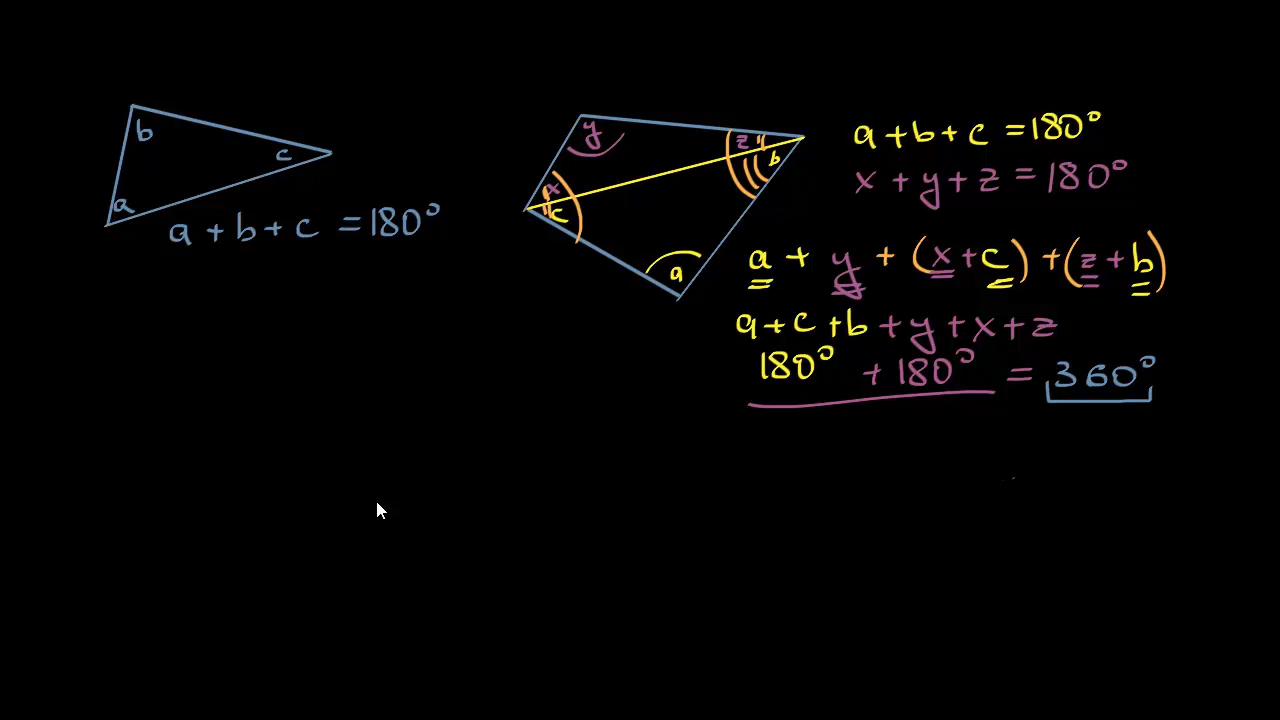 b
c
a
a + b + c = 180°
y
z
b
x
c
a
a + b + c = 180°
x + y + z = 180°
a + y + (x + c) + (z + b)
a + c + b + y + x + z
180° + 180° = 360°